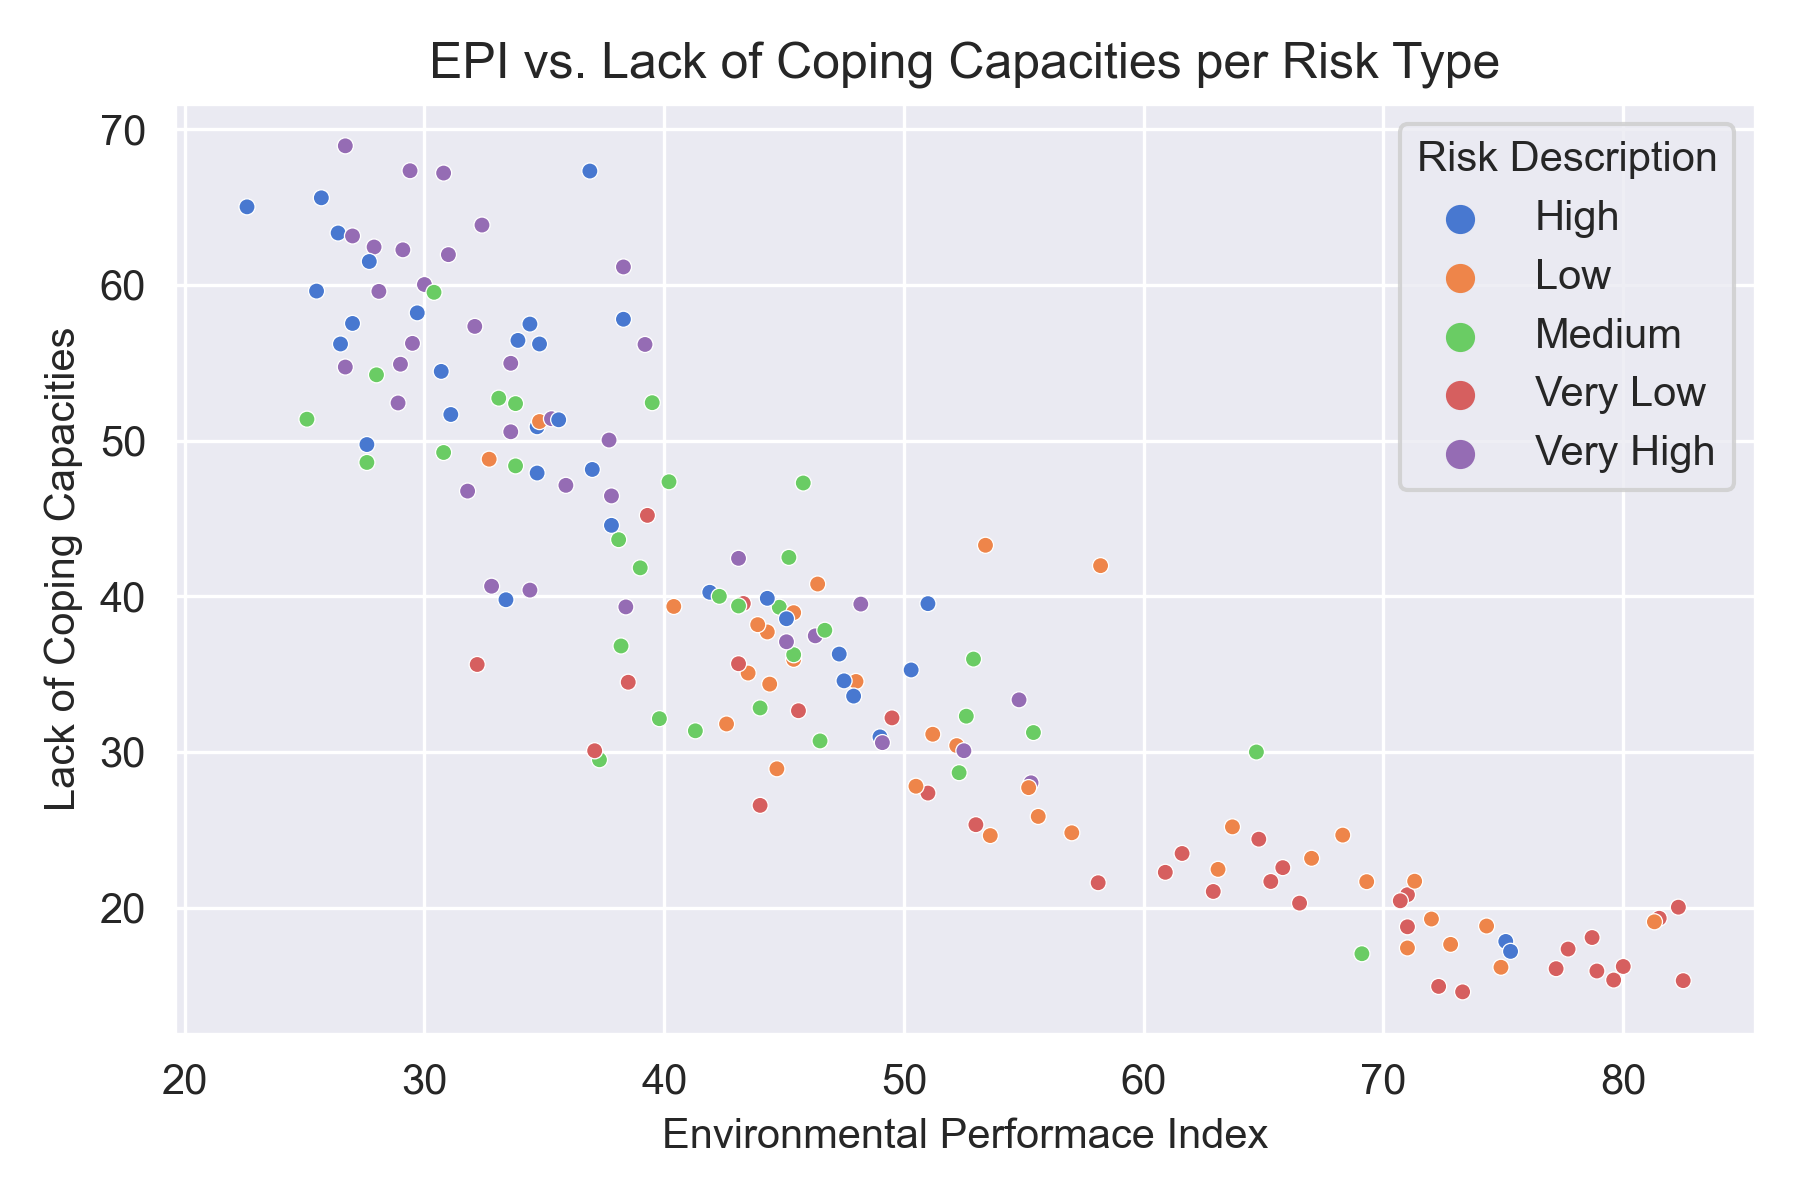 EPI vs. Lack of Coping Capacities per Risk Type
Risk Description
High
Low
Medium
Very Low
Very High
Lack of Coping Capacities
70
60
50
40
30
20
20 30 40 50 60 70 80
Environmental Performace Index